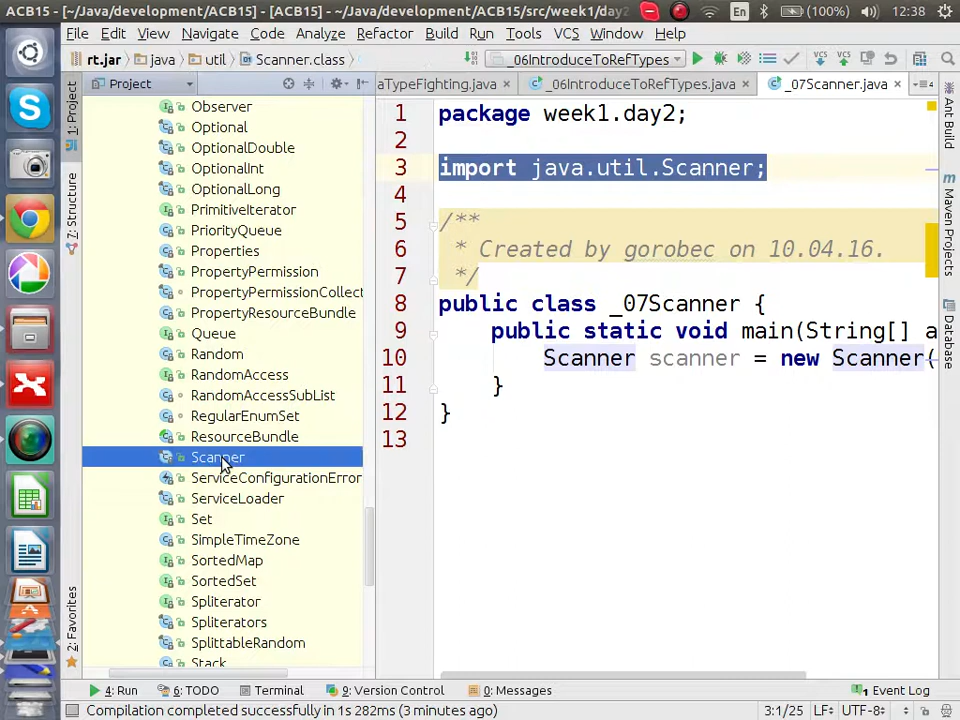 ACB15 - [~/Java/development/ACB15] - [ACB15] - ~/Java/development/ACB15/src/week1/day2
En (100%) 12:38
File Edit View Navigate Code Analyze Refactor Build Run Tools VCS Window Help
rt.jar java util Scanner.class _06IntroduceToRefTypes VCS VCS
Project aTypeFighting.java _06IntroduceToRefTypes.java _07Scanner.java
1: Project
7: Structure
2: Favorites
Observer
Optional
OptionalDouble
OptionalInt
OptionalLong
PrimitiveIterator
PriorityQueue
Properties
PropertyPermission
PropertyPermissionCollect
PropertyResourceBundle
Queue
Random
RandomAccess
RandomAccessSubList
RegularEnumSet
ResourceBundle
Scanner
ServiceConfigurationError
ServiceLoader
Set
SimpleTimeZone
SortedMap
SortedSet
Spliterator
Spliterators
SplittableRandom
Stack
1 package week1.day2;
2
3 import java.util.Scanner;
4
5 /**
6 * Created by gorobec on 10.04.16.
7 */
8 public class _07Scanner {
9 public static void main(String[] a
10 Scanner scanner = new Scanner(
11 }
12 }
13
Ant Build
Maven Projects
Database
4: Run 6: TODO Terminal 9: Version Control 0: Messages 1 Event Log
Compilation completed successfully in 1s 282ms (3 minutes ago) 3:1/25 LF UTF-8